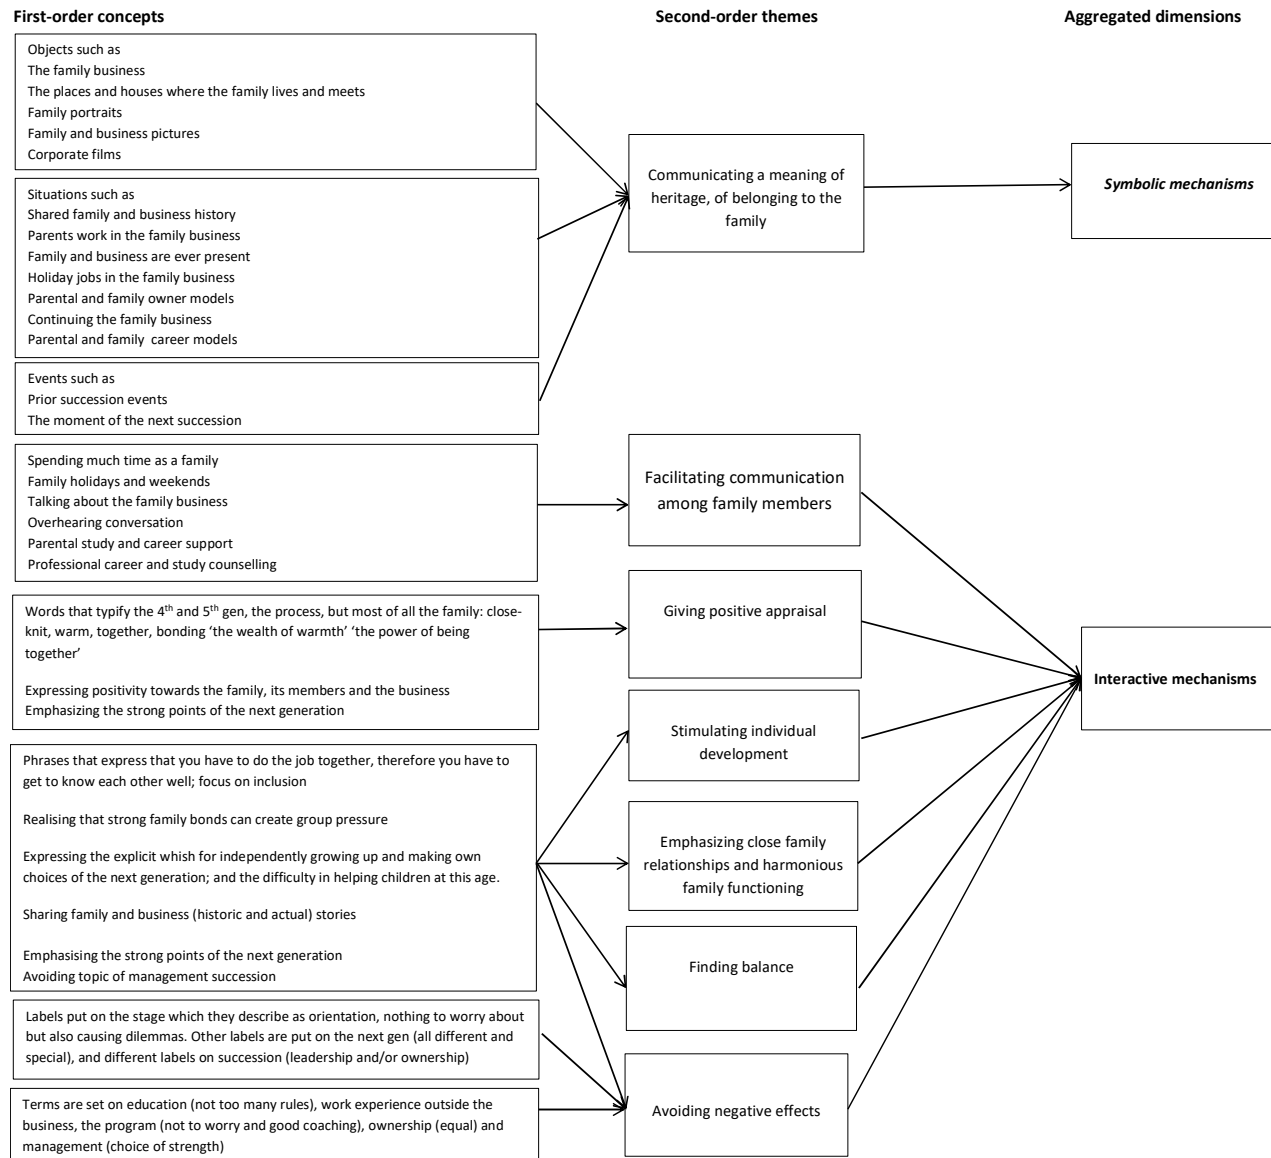 First-order concepts
Second-order themes
Aggregated dimensions
Objects such as
The family business
The places and houses where the family lives and meets
Family portraits
Family and business pictures
Corporate films
Situations such as
Shared family and business history
Parents work in the family business
Family and business are ever present
Holiday jobs in the family business
Parental and family owner models
Continuing the family business
Parental and family career models
Events such as
Prior succession events
The moment of the next succession
Spending much time as a family
Family holidays and weekends
Talking about the family business
Overhearing conversation
Parental study and career support
Professional career and study counselling
Words that typify the 4th and 5th gen, the process, but most of all the family: close-
knit, warm, together, bonding ‘the wealth of warmth’ ‘the power of being
together’
Expressing positivity towards the family, its members and the business
Emphasizing the strong points of the next generation
Phrases that express that you have to do the job together, therefore you have to
get to know each other well; focus on inclusion
Realising that strong family bonds can create group pressure
Expressing the explicit whish for independently growing up and making own
choices of the next generation; and the difficulty in helping children at this age.
Sharing family and business (historic and actual) stories
Emphasising the strong points of the next generation
Avoiding topic of management succession
Labels put on the stage which they describe as orientation, nothing to worry about
but also causing dilemmas. Other labels are put on the next gen (all different and
special), and different labels on succession (leadership and/or ownership)
Terms are set on education (not too many rules), work experience outside the
business, the program (not to worry and good coaching), ownership (equal) and
management (choice of strength)
Communicating a meaning of
heritage, of belonging to the
family
Facilitating communication
among family members
Giving positive appraisal
Stimulating individual
development
Emphasizing close family
relationships and harmonious
family functioning
Finding balance
Avoiding negative effects
Symbolic mechanisms
Interactive mechanisms